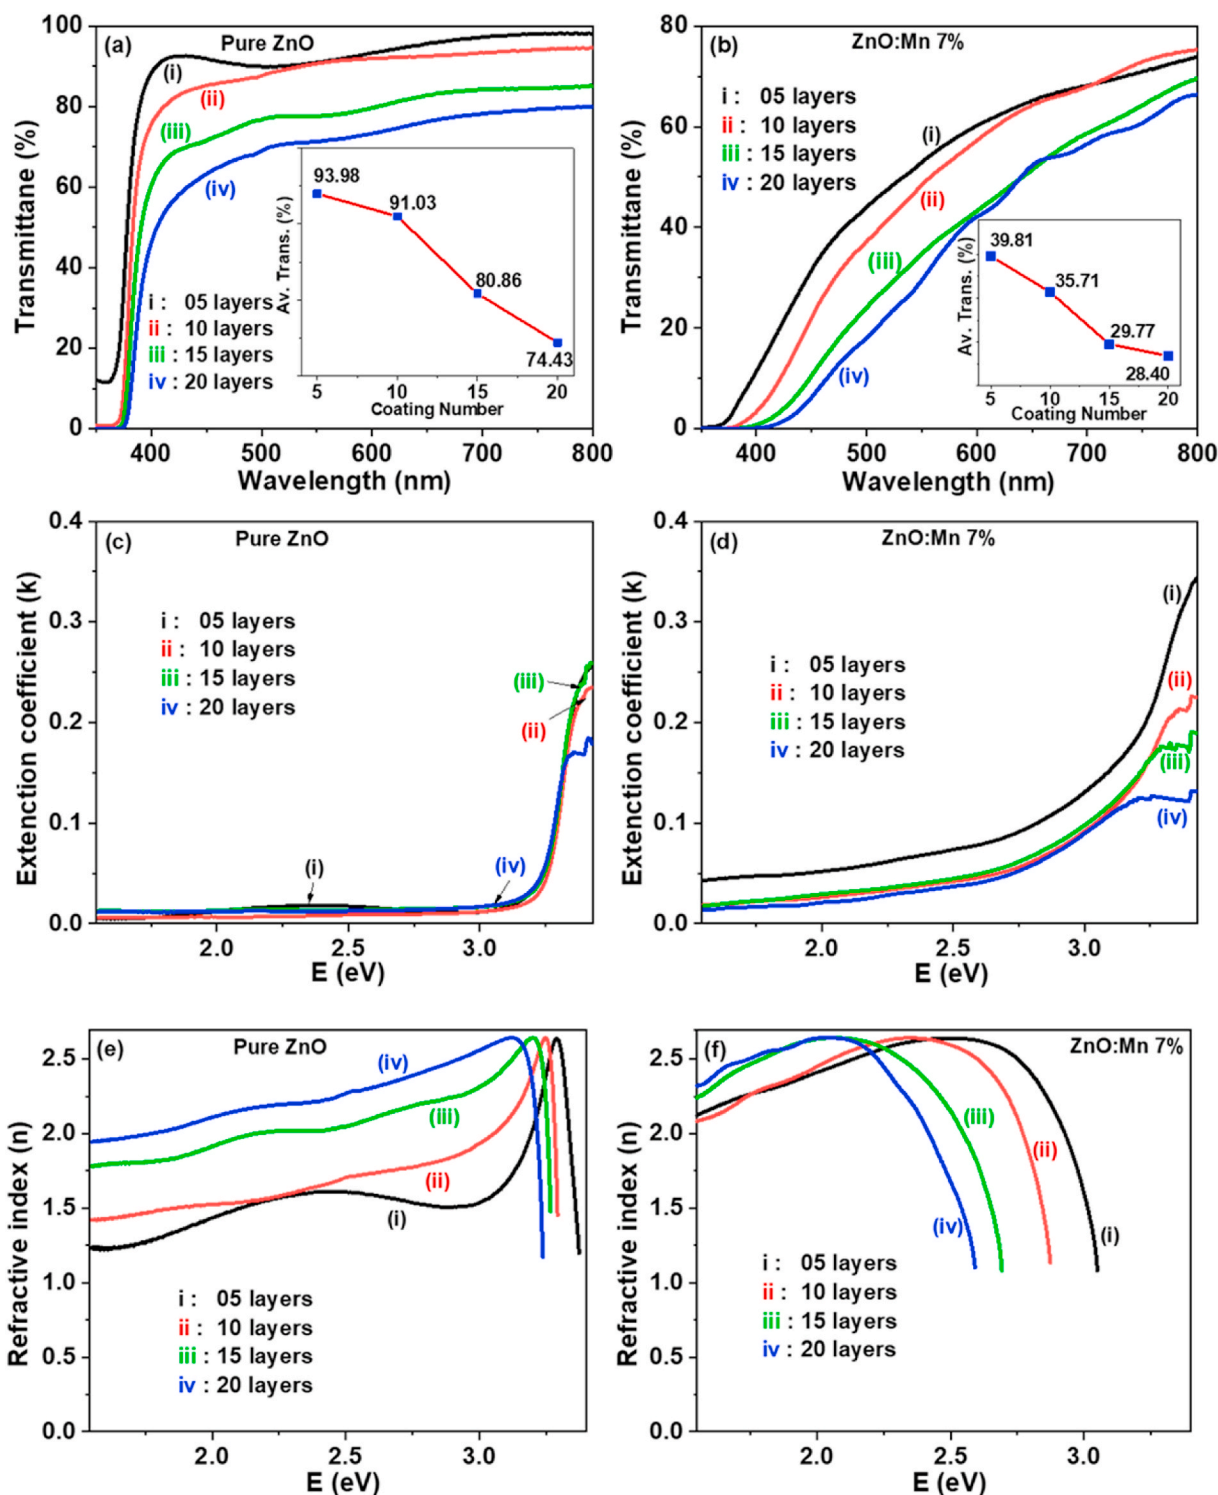 (a)
Pure ZnO
Transmittane (%)
100
80
60
40
20
0
(i)
(ii)
(iii)
(iv)
i : 05 layers
ii : 10 layers
iii : 15 layers
iv : 20 layers
Av. Trans. (%)
93.98
91.03
80.86
74.43
5 10 15 20
Coating Number
400 500 600 700 800
Wavelength (nm)
(b)
ZnO:Mn 7%
Transmittane (%)
80
60
40
20
0
i : 05 layers
ii : 10 layers
iii : 15 layers
iv : 20 layers
(i)
(ii)
(iii)
(iv)
Av. Trans. (%)
39.81
35.71
29.77
28.40
5 10 15 20
Coating Number
400 500 600 700 800
Wavelength (nm)
(c)
Pure ZnO
Extenction coefficient (k)
0.4
0.3
0.2
0.1
0.0
i : 05 layers
ii : 10 layers
iii : 15 layers
iv : 20 layers
(iii)
(ii)
(i)
(iv)
2.0 2.5 3.0
E (eV)
(d)
ZnO:Mn 7%
Extenction coefficient (k)
0.4
0.3
0.2
0.1
0.0
i : 05 layers
ii : 10 layers
iii : 15 layers
iv : 20 layers
(i)
(ii)
(iii)
(iv)
2.0 2.5 3.0
E (eV)
(e)
Pure ZnO
Refractive index (n)
2.5
2.0
1.5
1.0
0.5
0.0
(iv)
(iii)
(ii)
(i)
i : 05 layers
ii : 10 layers
iii : 15 layers
iv : 20 layers
2.0 2.5 3.0
E (eV)
(f)
ZnO:Mn 7%
Refractive index (n)
2.5
2.0
1.5
1.0
0.5
0.0
(iii)
(ii)
(iv)
(i)
i : 05 layers
ii : 10 layers
iii : 15 layers
iv : 20 layers
2.0 2.5 3.0
E (eV)